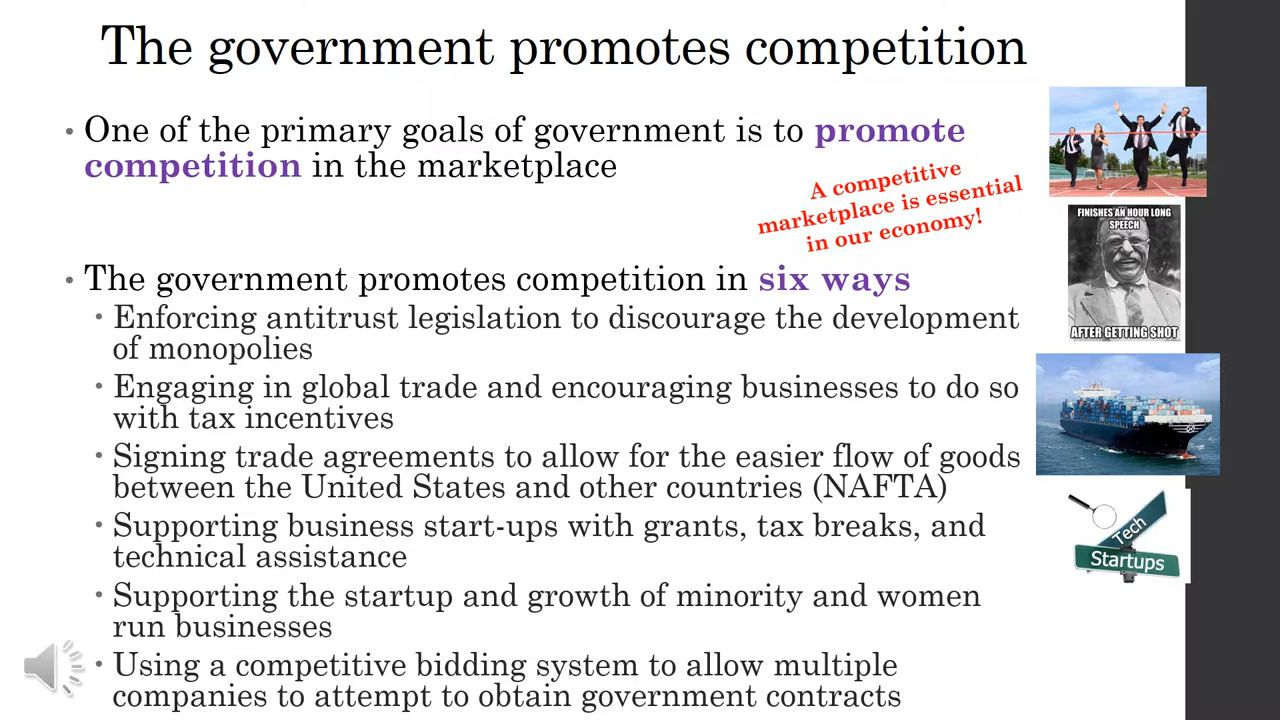 The government promotes competition
• One of the primary goals of government is to promote
competition in the marketplace
A competitive
marketplace is essential
in our economy!
• The government promotes competition in six ways
• Enforcing antitrust legislation to discourage the development
of monopolies
• Engaging in global trade and encouraging businesses to do so
with tax incentives
• Signing trade agreements to allow for the easier flow of goods
between the United States and other countries (NAFTA)
• Supporting business start-ups with grants, tax breaks, and
technical assistance
• Supporting the startup and growth of minority and women
run businesses
• Using a competitive bidding system to allow multiple
companies to attempt to obtain government contracts
FINISHES AN HOUR LONG
SPEECH
AFTER GETTING SHOT
Tech
Startups